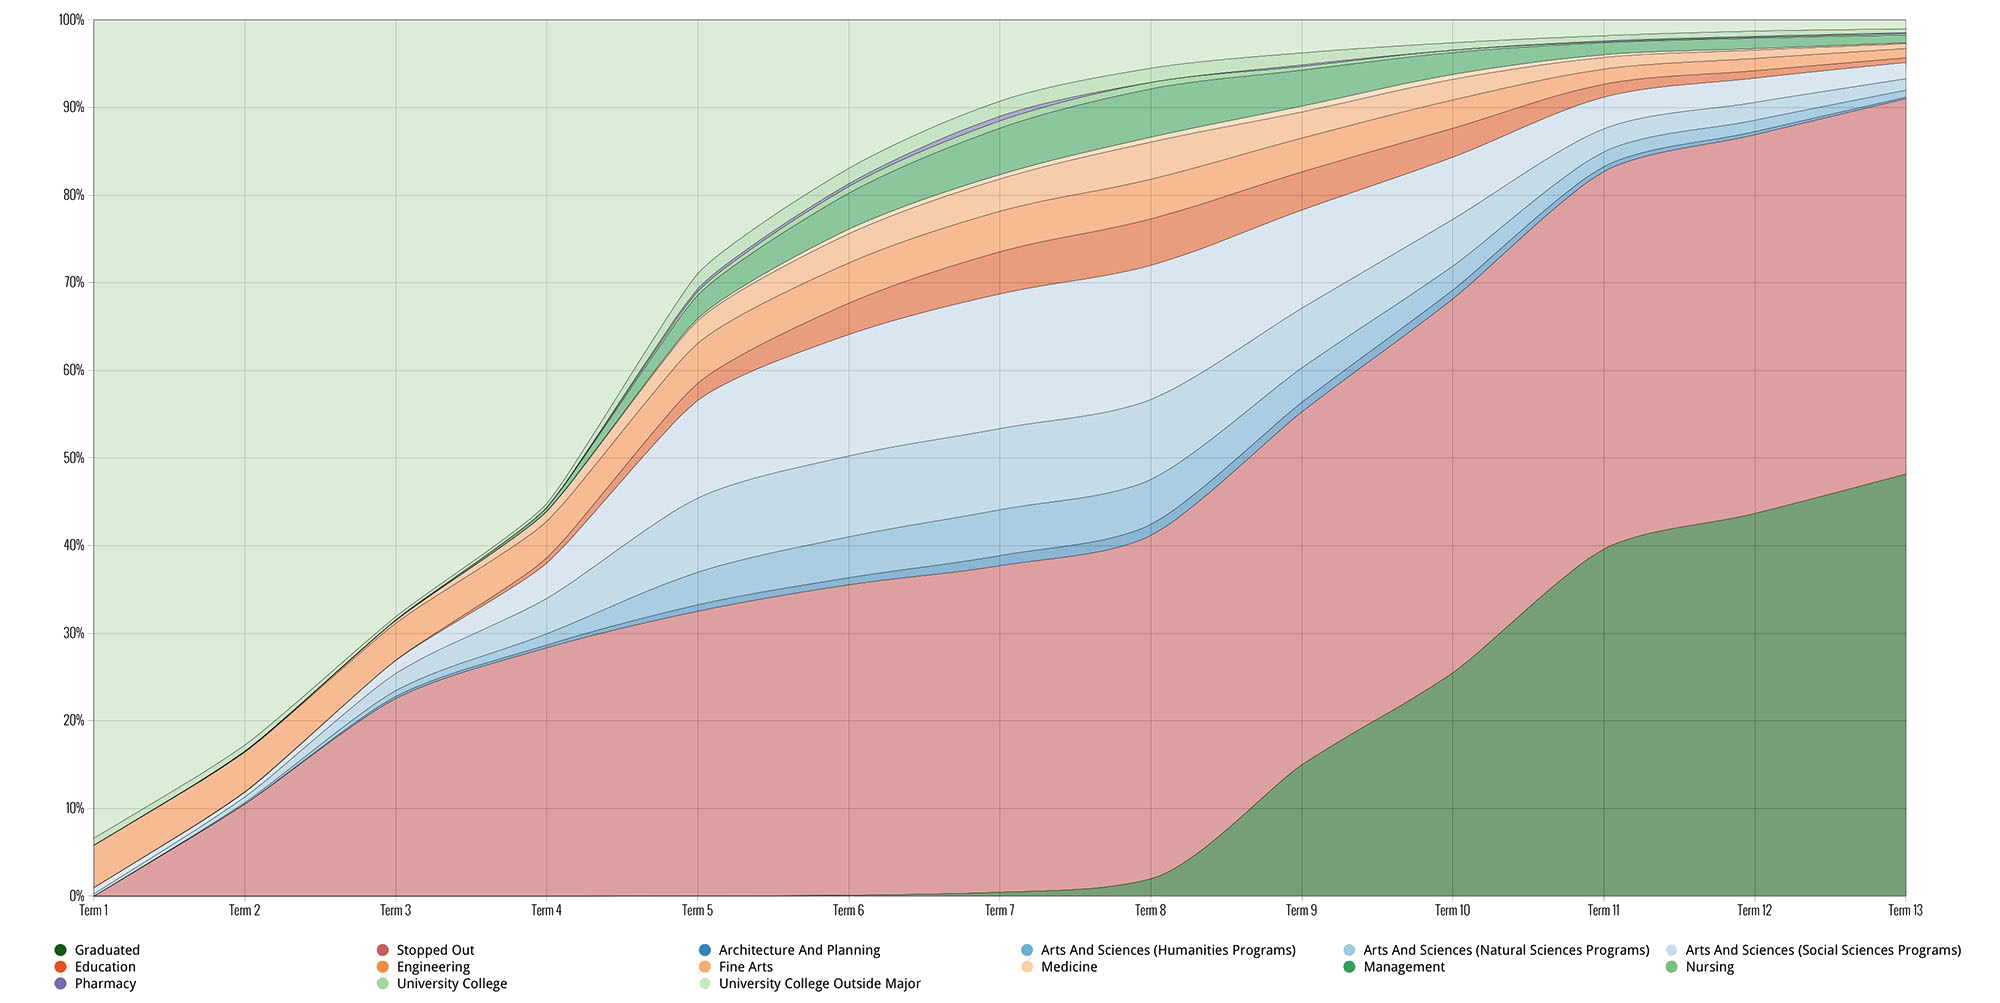 100%
90%
80%
70%
60%
50%
40%
30%
20%
10%
0%
Term 1 Term 2 Term 3 Term 4 Term 5 Term 6 Term 7 Term 8 Term 9 Term 10 Term 11 Term 12 Term 13
Graduated Stopped Out Architecture And Planning Arts And Sciences (Humanities Programs) Arts And Sciences (Natural Sciences Programs) Arts And Sciences (Social Sciences Programs)
Education Engineering Fine Arts Medicine Management Nursing
Pharmacy University College University College Outside Major